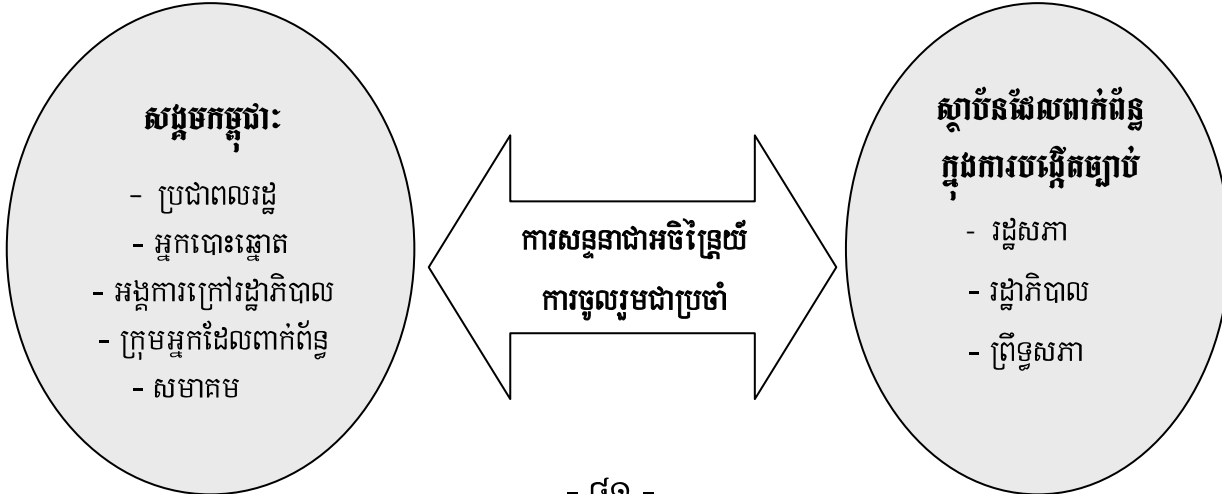 សង្គមកម្ពុជាៈ
- ប្រជាពលរដ្ឋ
- អ្នកបោះឆ្នោត
- អង្គការក្រៅរដ្ឋាភិបាល
- ក្រុមអ្នកដែលពាក់ព័ន្ធ
- សមាគម
ការសន្ទនាជាអចិន្ត្រៃយ៍
ការចូលរួមជាប្រចាំ
ស្ថាប័នដែលពាក់ព័ន្ធ
ក្នុងការបង្កើតច្បាប់
- រដ្ឋសភា
- រដ្ឋាភិបាល
- ព្រឹទ្ធសភា
- ៨១ -